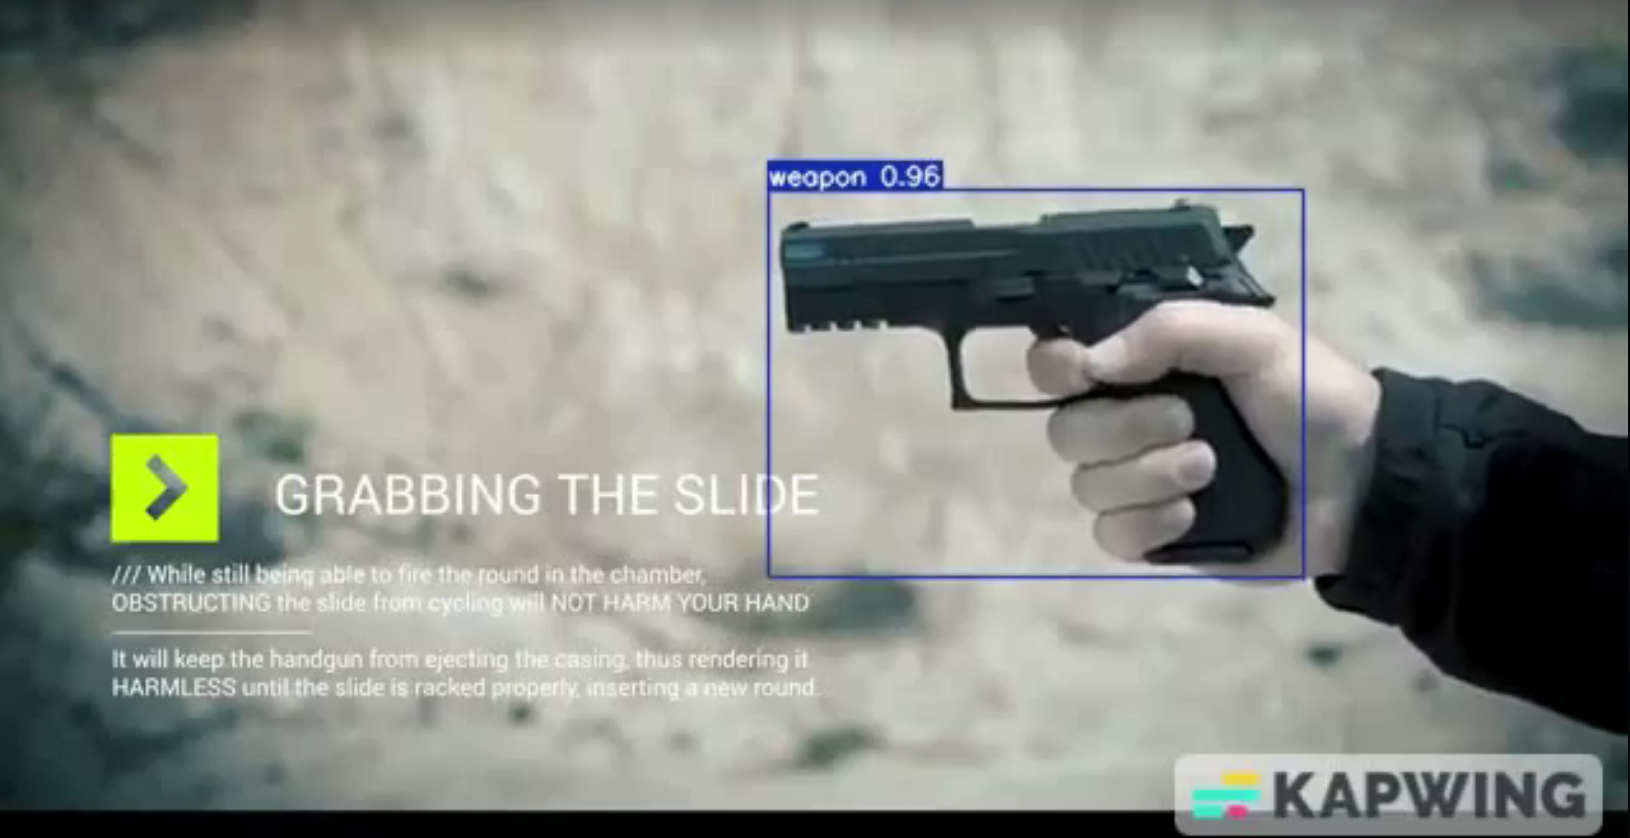 weapon 0.96
GRABBING THE SLIDE
/// While still being able to fire the round in the chamber,
OBSTRUCTING the slide from cycling will NOT HARM YOUR HAND
It will keep the handgun from ejecting the casing, thus rendering it
HARMLESS until the slide is racked properly, inserting a new round.
KAPWING